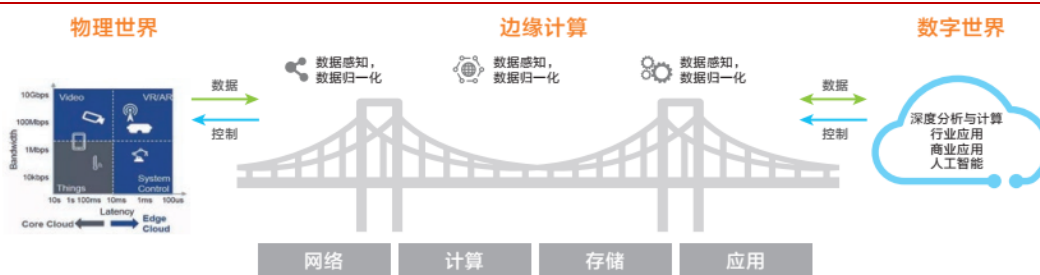 物理世界
边缘计算
数字世界
数据感知，
数据归一化
数据感知，
数据归一化
数据感知，
数据归一化
数据
控制
数据
控制
10Gbps
100Mbps
1Mbps
10kbps
Bandwidth
Video
VR/AR
Things
System
Control
10s 1s 100ms 10ms 1ms 100us
Latency
Core Cloud
Edge
Cloud
深度分析与计算
行业应用
商业应用
人工智能
网络
计算
存储
应用